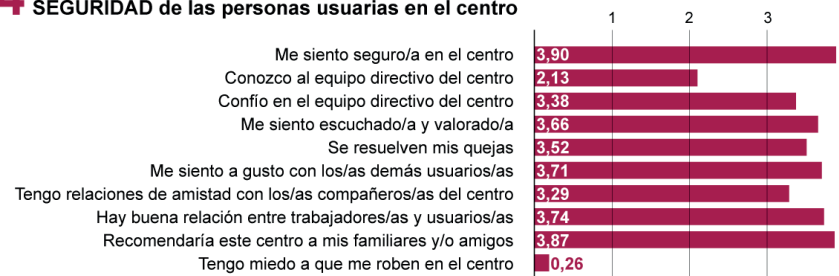 SEGURIDAD de las personas usuarias en el centro
1 2 3
Me siento seguro/a en el centro 3,90
Conozco al equipo directivo del centro 2,13
Confío en el equipo directivo del centro 3,38
Me siento escuchado/a y valorado/a 3,66
Se resuelven mis quejas 3,52
Me siento a gusto con los/as demás usuarios/as 3,71
Tengo relaciones de amistad con los/as compañeros/as del centro 3,29
Hay buena relación entre trabajadores/as y usuarios/as 3,74
Recomendaría este centro a mis familiares y/o amigos 3,87
Tengo miedo a que me roben en el centro 0,26